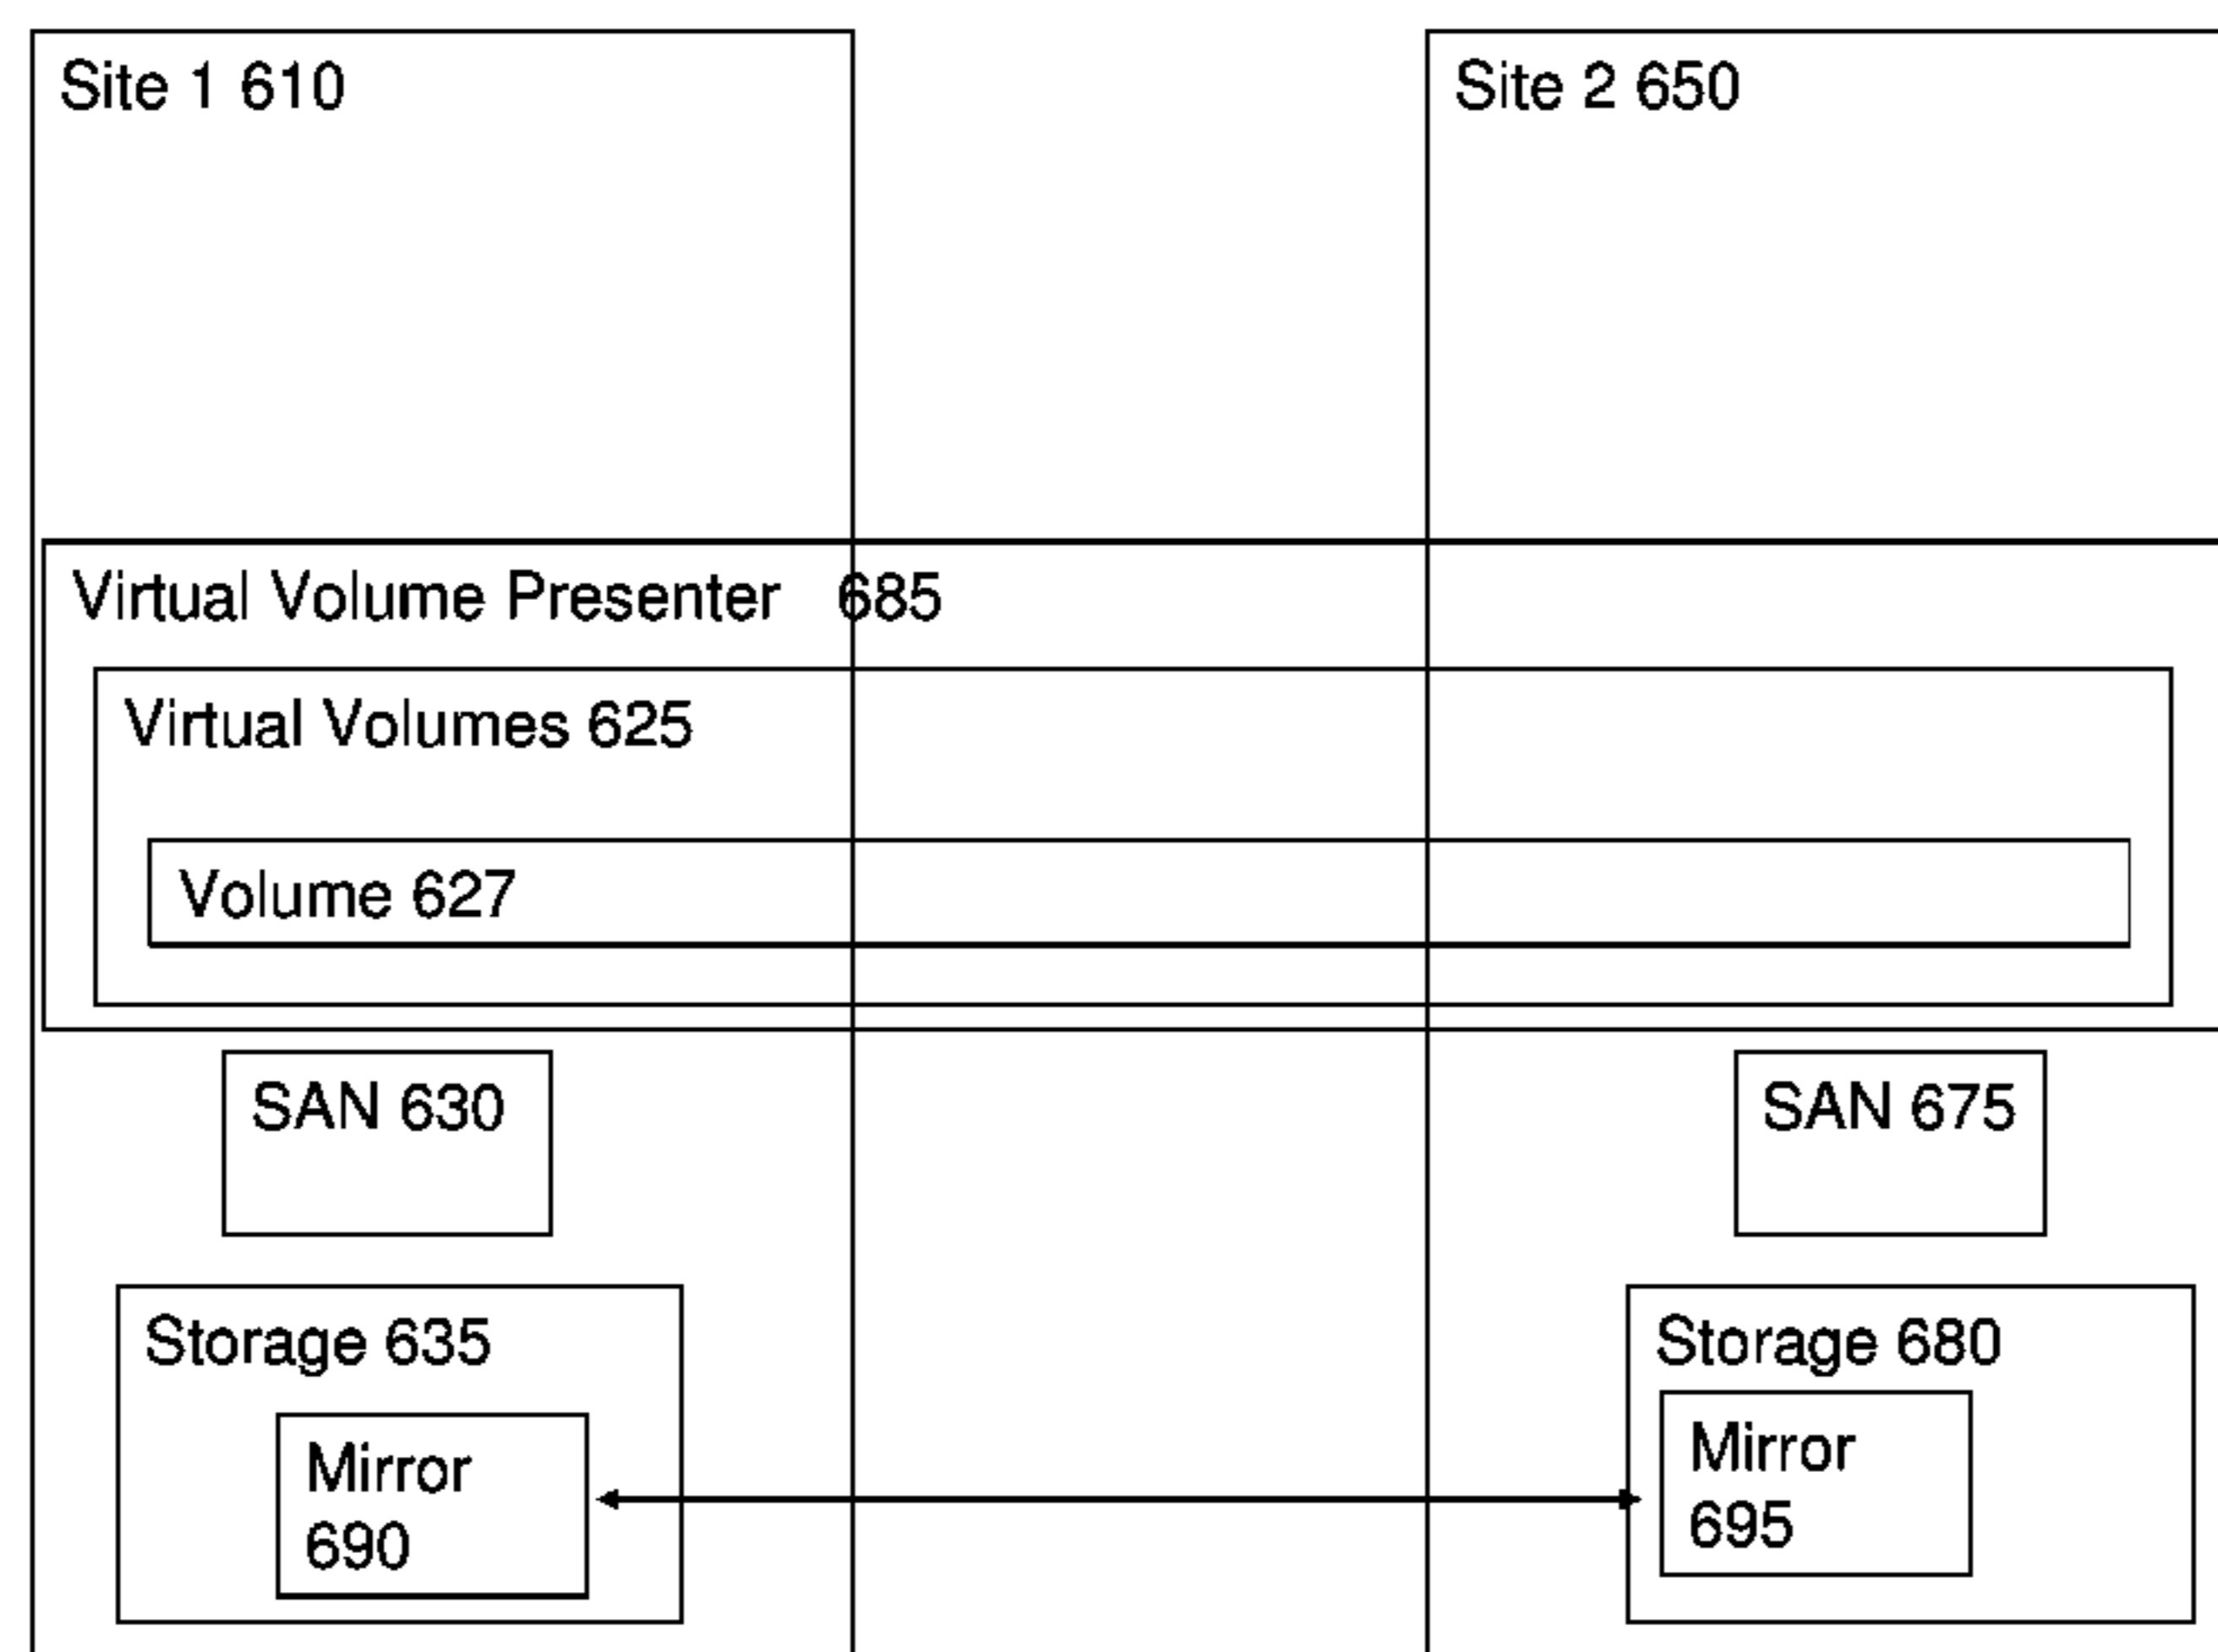 Site 1 610
Site 2 650
Virtual Volume Presenter 685
Virtual Volumes 625
Volume 627
SAN 630
SAN 675
Storage 635
Storage 680
Mirror
690
Mirror
695